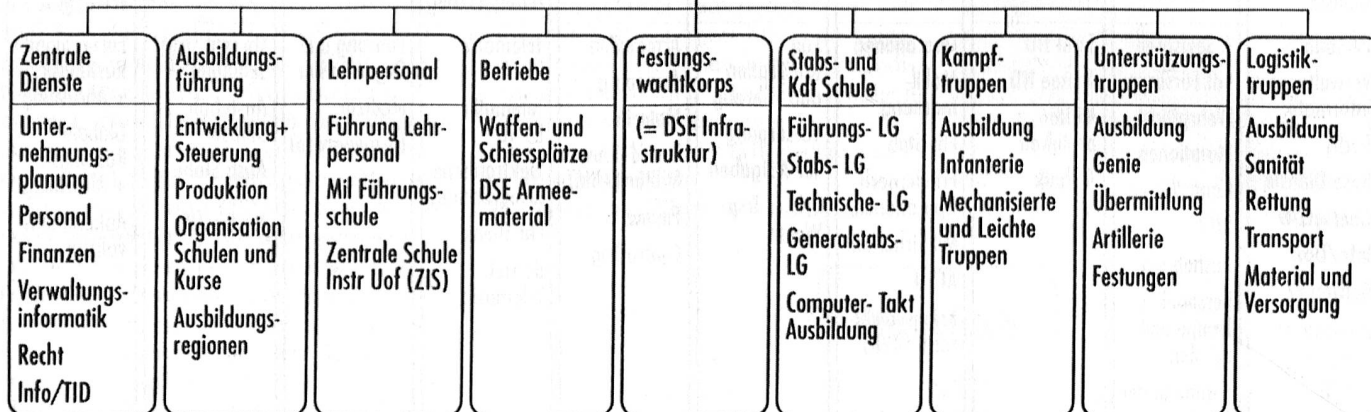 Zentrale
Dienste
Unter-
nehmungs-
planung
Personal
Finanzen
Verwaltungs-
informatik
Recht
Info/TID
Ausbildungs-
führung
Entwicklung+
Steuerung
Produktion
Organisation
Schulen und
Kurse
Ausbildungs-
regionen
Lehrpersonal
Führung Lehr-
personal
Mil Führungs-
schule
Zentrale Schule
Instr Uof (ZIS)
Betriebe
Waffen- und
Schiessplätze
DSE Armee-
material
Festungs-
wachtkorps
(= DSE Infra-
struktur)
Stabs- und
Kdt Schule
Führungs- LG
Stabs- LG
Technische- LG
Generalstabs-
LG
Computer- Takt
Ausbildung
Kampf-
truppen
Ausbildung
Infanterie
Mechanisierte
und Leichte
Truppen
Unterstützungs-
truppen
Ausbildung
Genie
Übermittlung
Artillerie
Festungen
Logistik-
truppen
Ausbildung
Sanität
Rettung
Transport
Material und
Versorgung